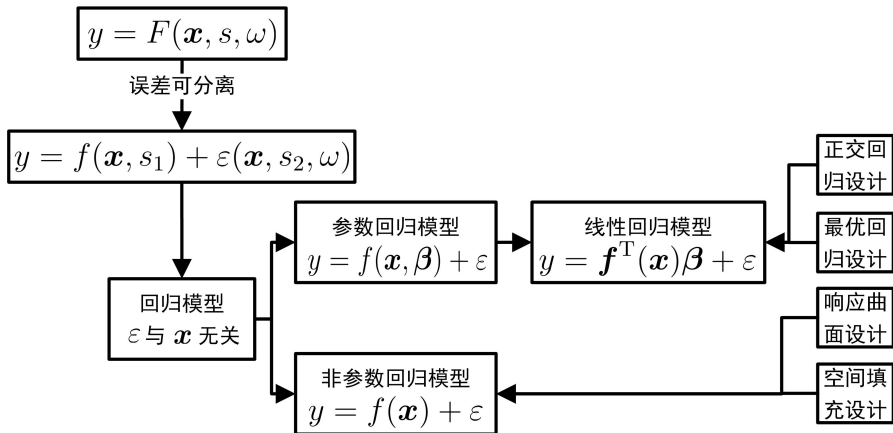 y = F(x, s, ω)
误差可分离
y = f(x, s₁) + ε(x, s₂, ω)
回归模型
ε 与 x 无关
参数回归模型
y = f(x, β) + ε
线性回归模型
y = fᵀ(x)β + ε
非参数回归模型
y = f(x) + ε
正交回
归设计
最优回
归设计
响应曲
面设计
空间填
充设计